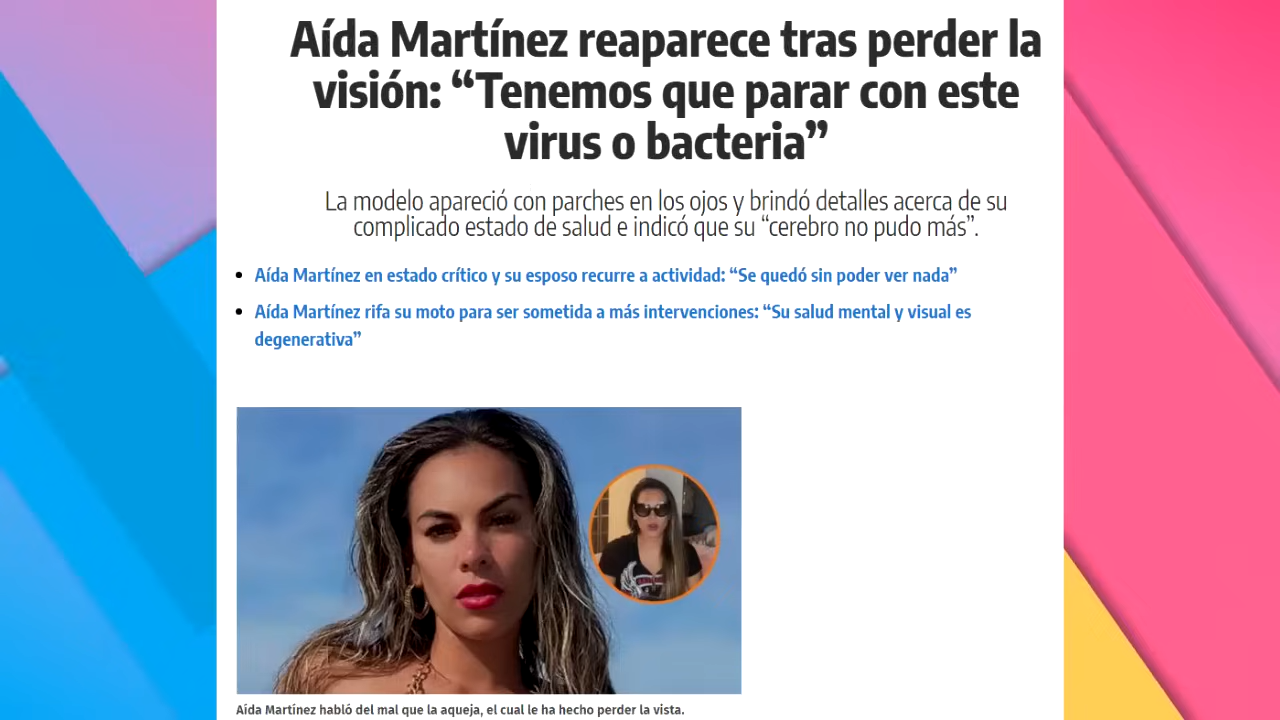 Aída Martínez reaparece tras perder la
visión: “Tenemos que parar con este
virus o bacteria”
La modelo apareció con parches en los ojos y brindó detalles acerca de su
complicado estado de salud e indicó que su “cerebro no pudo más”.
Aída Martínez en estado crítico y su esposo recurre a actividad: “Se quedó sin poder ver nada”
Aída Martínez rifa su moto para ser sometida a más intervenciones: “Su salud mental y visual es
degenerativa”
Aída Martínez habló del mal que la aqueja, el cual le ha hecho perder la vista.